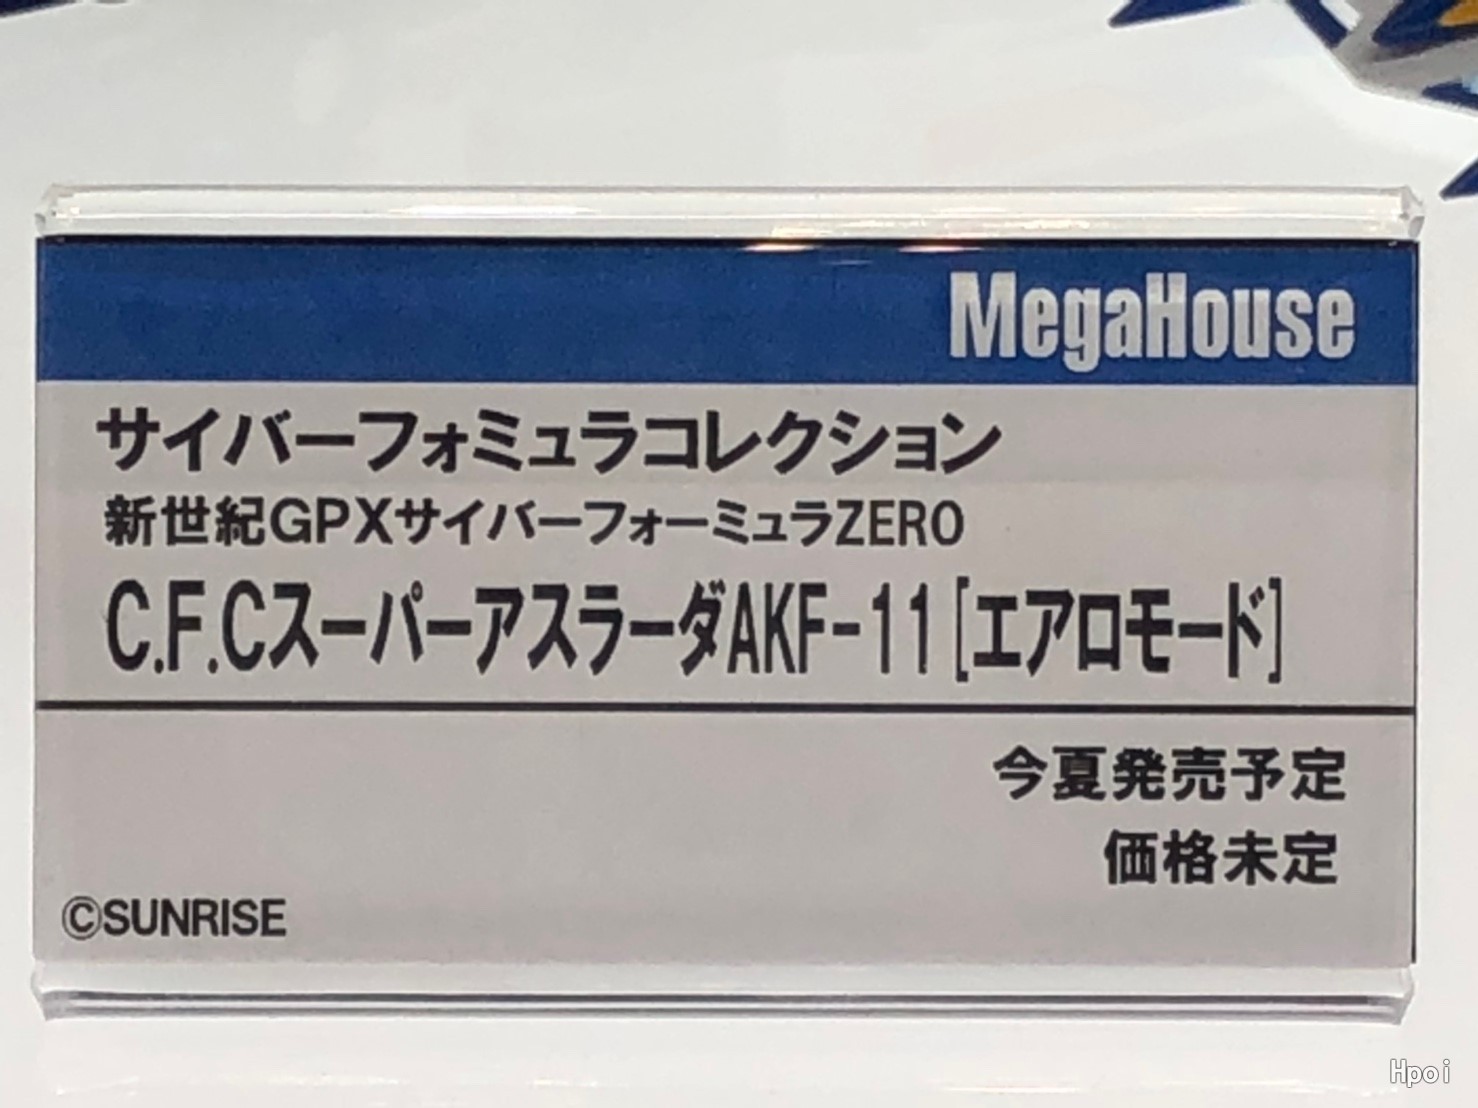 MegaHouse
サイバーフォミュラコレクション
新世紀GPXサイバーフォーミュラZERO
C.F.CスーパーアスラーダAKF-11[エアロモード]
今夏発売予定
価格未定
©SUNRISE
Hpoi